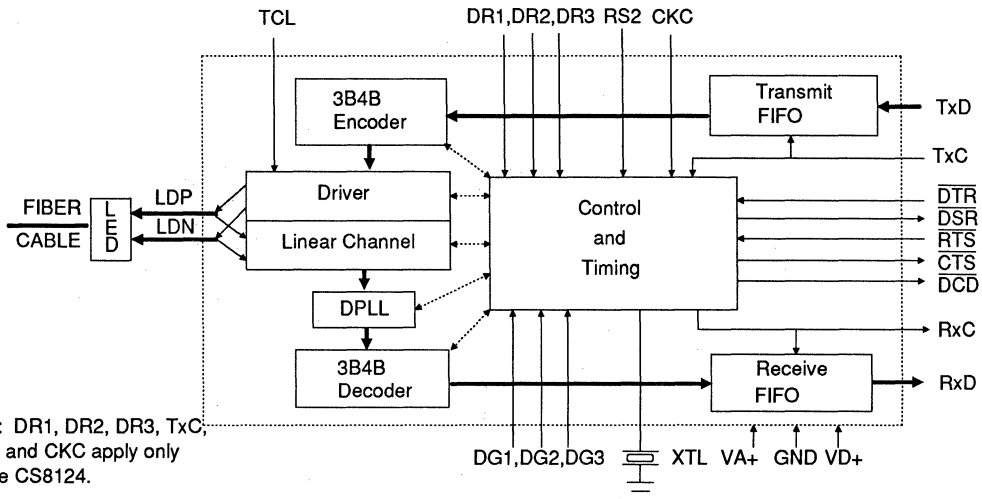 TCL
DR1,DR2,DR3 RS2 CKC
3B4B
Encoder
Transmit
FIFO
TxD
TxC
Driver
Linear Channel
LDP
LDN
FIBER
CABLE
LED
Control
and
Timing
DTR
DSR
RTS
CTS
DCD
DPLL
RxC
3B4B
Decoder
Receive
FIFO
RxD
: DR1, DR2, DR3, TxC,
and CKC apply only
e CS8124.
DG1,DG2,DG3 XTL VA+ GND VD+